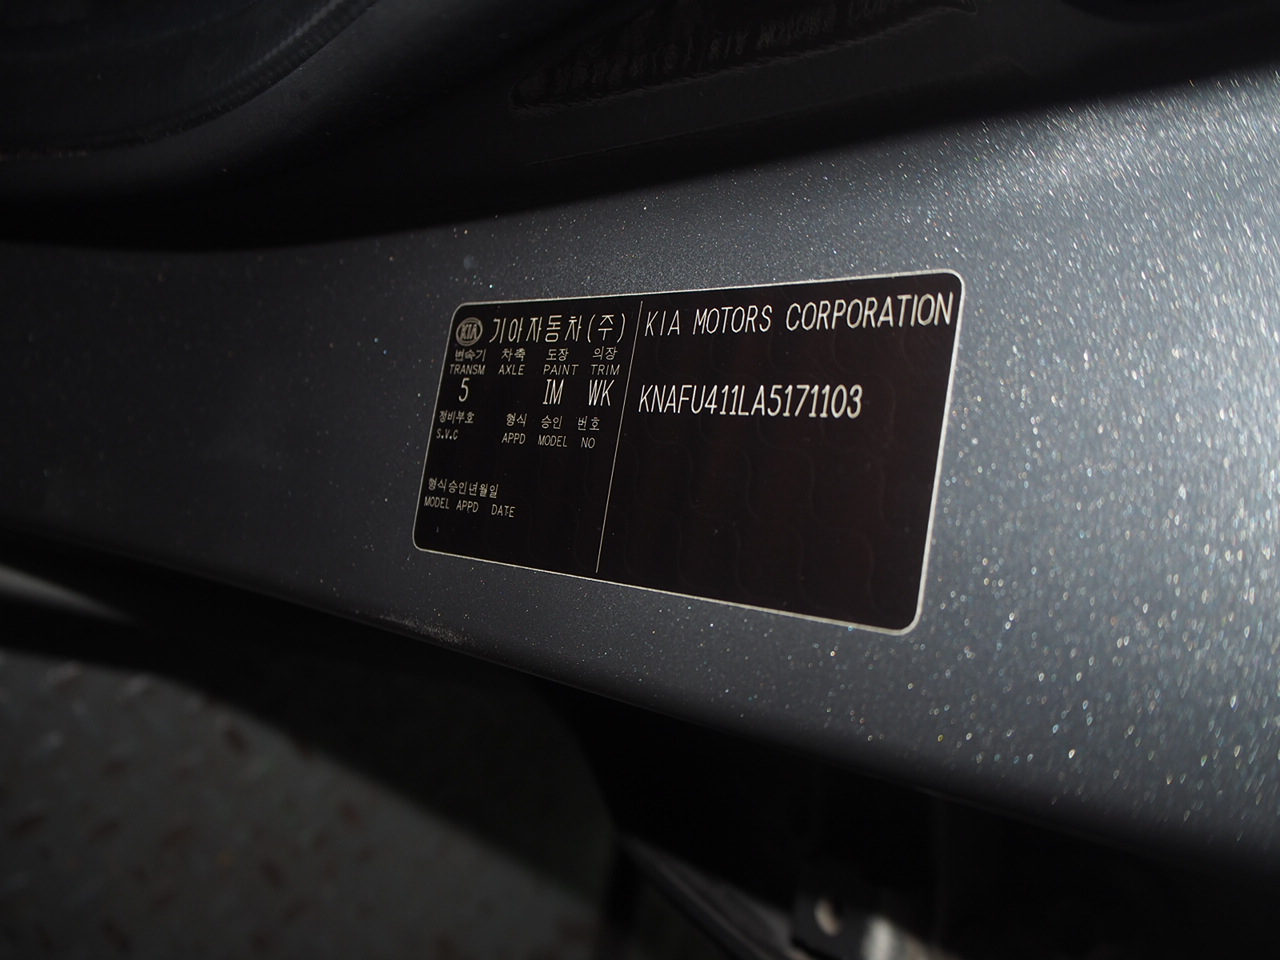 KIA 기아자동차(주)
변속기 차축 도장 의장
TRANSM AXLE PAINT TRIM
5 IM WK
정비부호 형식 승인 번호
S.V.C APPD MODEL NO
형식승인년월일
MODEL APPD DATE
KIA MOTORS CORPORATION
KNAFU411LA5171103